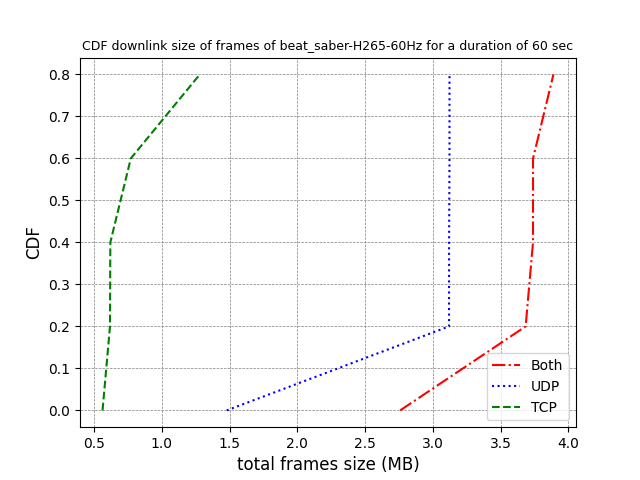 CDF downlink size of frames of beat_saber-H265-60Hz for a duration of 60 sec
CDF
0.8
0.7
0.6
0.5
0.4
0.3
0.2
0.1
0.0
Both
UDP
TCP
0.5 1.0 1.5 2.0 2.5 3.0 3.5 4.0
total frames size (MB)